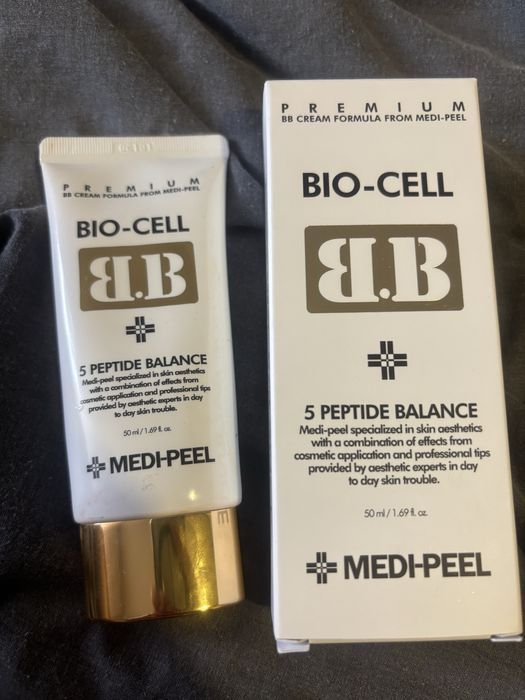 PREMIUM
BB CREAM FORMULA FROM MEDI-PEEL
BIO-CELL
B.B
5 PEPTIDE BALANCE
Medi-peel specialized in skin aesthetics
with a combination of effects from
cosmetic application and professional tips
provided by aesthetic experts in day
to day skin trouble.
50 ml / 1.69 fl. oz.
MEDI-PEEL
PREMIUM
BB CREAM FORMULA FROM MEDI-PEEL
BIO-CELL
B.B
5 PEPTIDE BALANCE
Medi-peel specialized in skin aesthetics
with a combination of effects from
cosmetic application and professional tips
provided by aesthetic experts in day
to day skin trouble.
50 ml / 1.69 fl. oz.
MEDI-PEEL